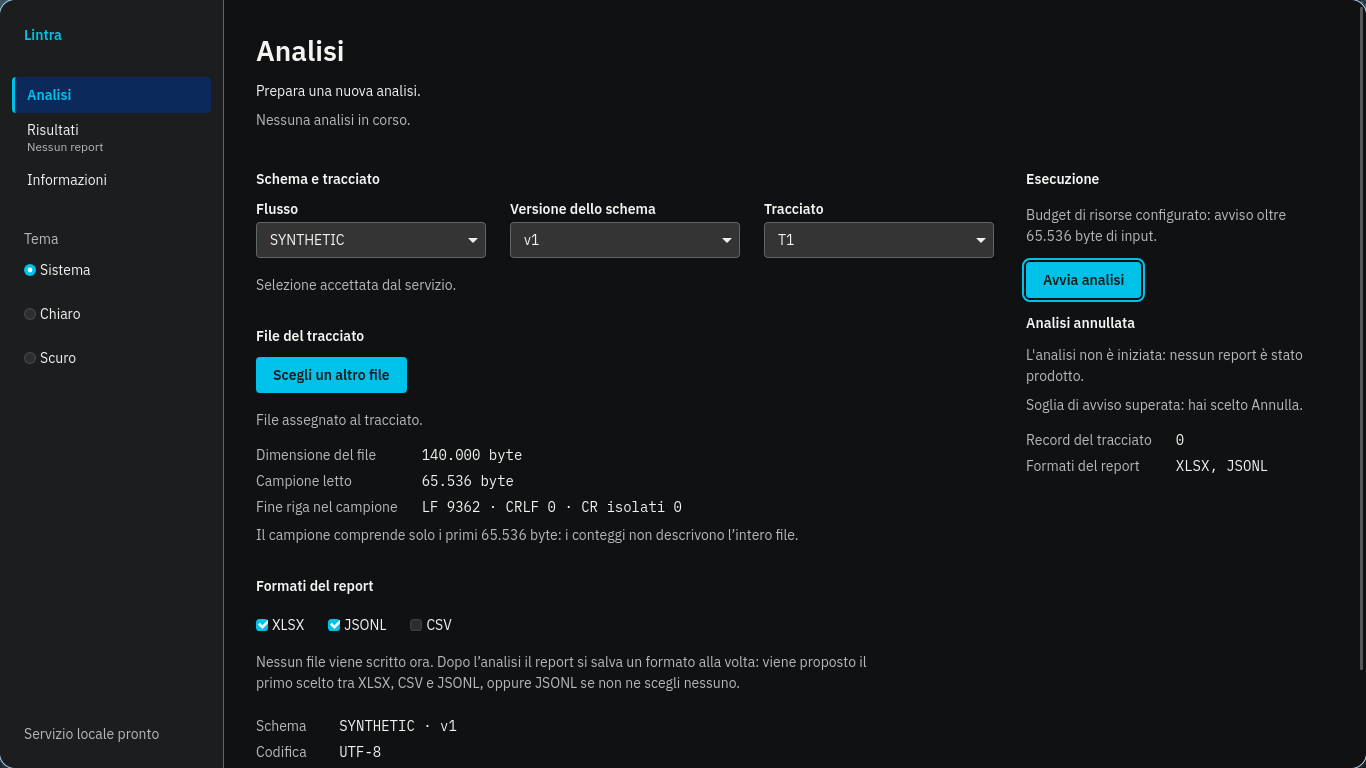 Lintra
Analisi
Risultati
Nessun report
Informazioni
Tema
Sistema
Chiaro
Scuro
Servizio locale pronto
Analisi
Prepara una nuova analisi.
Nessuna analisi in corso.
Schema e tracciato
Flusso
SYNTHETIC
Versione dello schema
v1
Tracciato
T1
Selezione accettata dal servizio.
File del tracciato
Scegli un altro file
File assegnato al tracciato.
Dimensione del file 140.000 byte
Campione letto 65.536 byte
Fine riga nel campione LF 9362 · CRLF 0 · CR isolati 0
Il campione comprende solo i primi 65.536 byte: i conteggi non descrivono l’intero file.
Formati del report
XLSX JSONL CSV
Nessun file viene scritto ora. Dopo l’analisi il report si salva un formato alla volta: viene proposto il
primo scelto tra XLSX, CSV e JSONL, oppure JSONL se non ne scegli nessuno.
Schema SYNTHETIC · v1
Codifica UTF-8
Esecuzione
Budget di risorse configurato: avviso oltre
65.536 byte di input.
Avvia analisi
Analisi annullata
L'analisi non è iniziata: nessun report è stato
prodotto.
Soglia di avviso superata: hai scelto Annulla.
Record del tracciato 0
Formati del report XLSX, JSONL